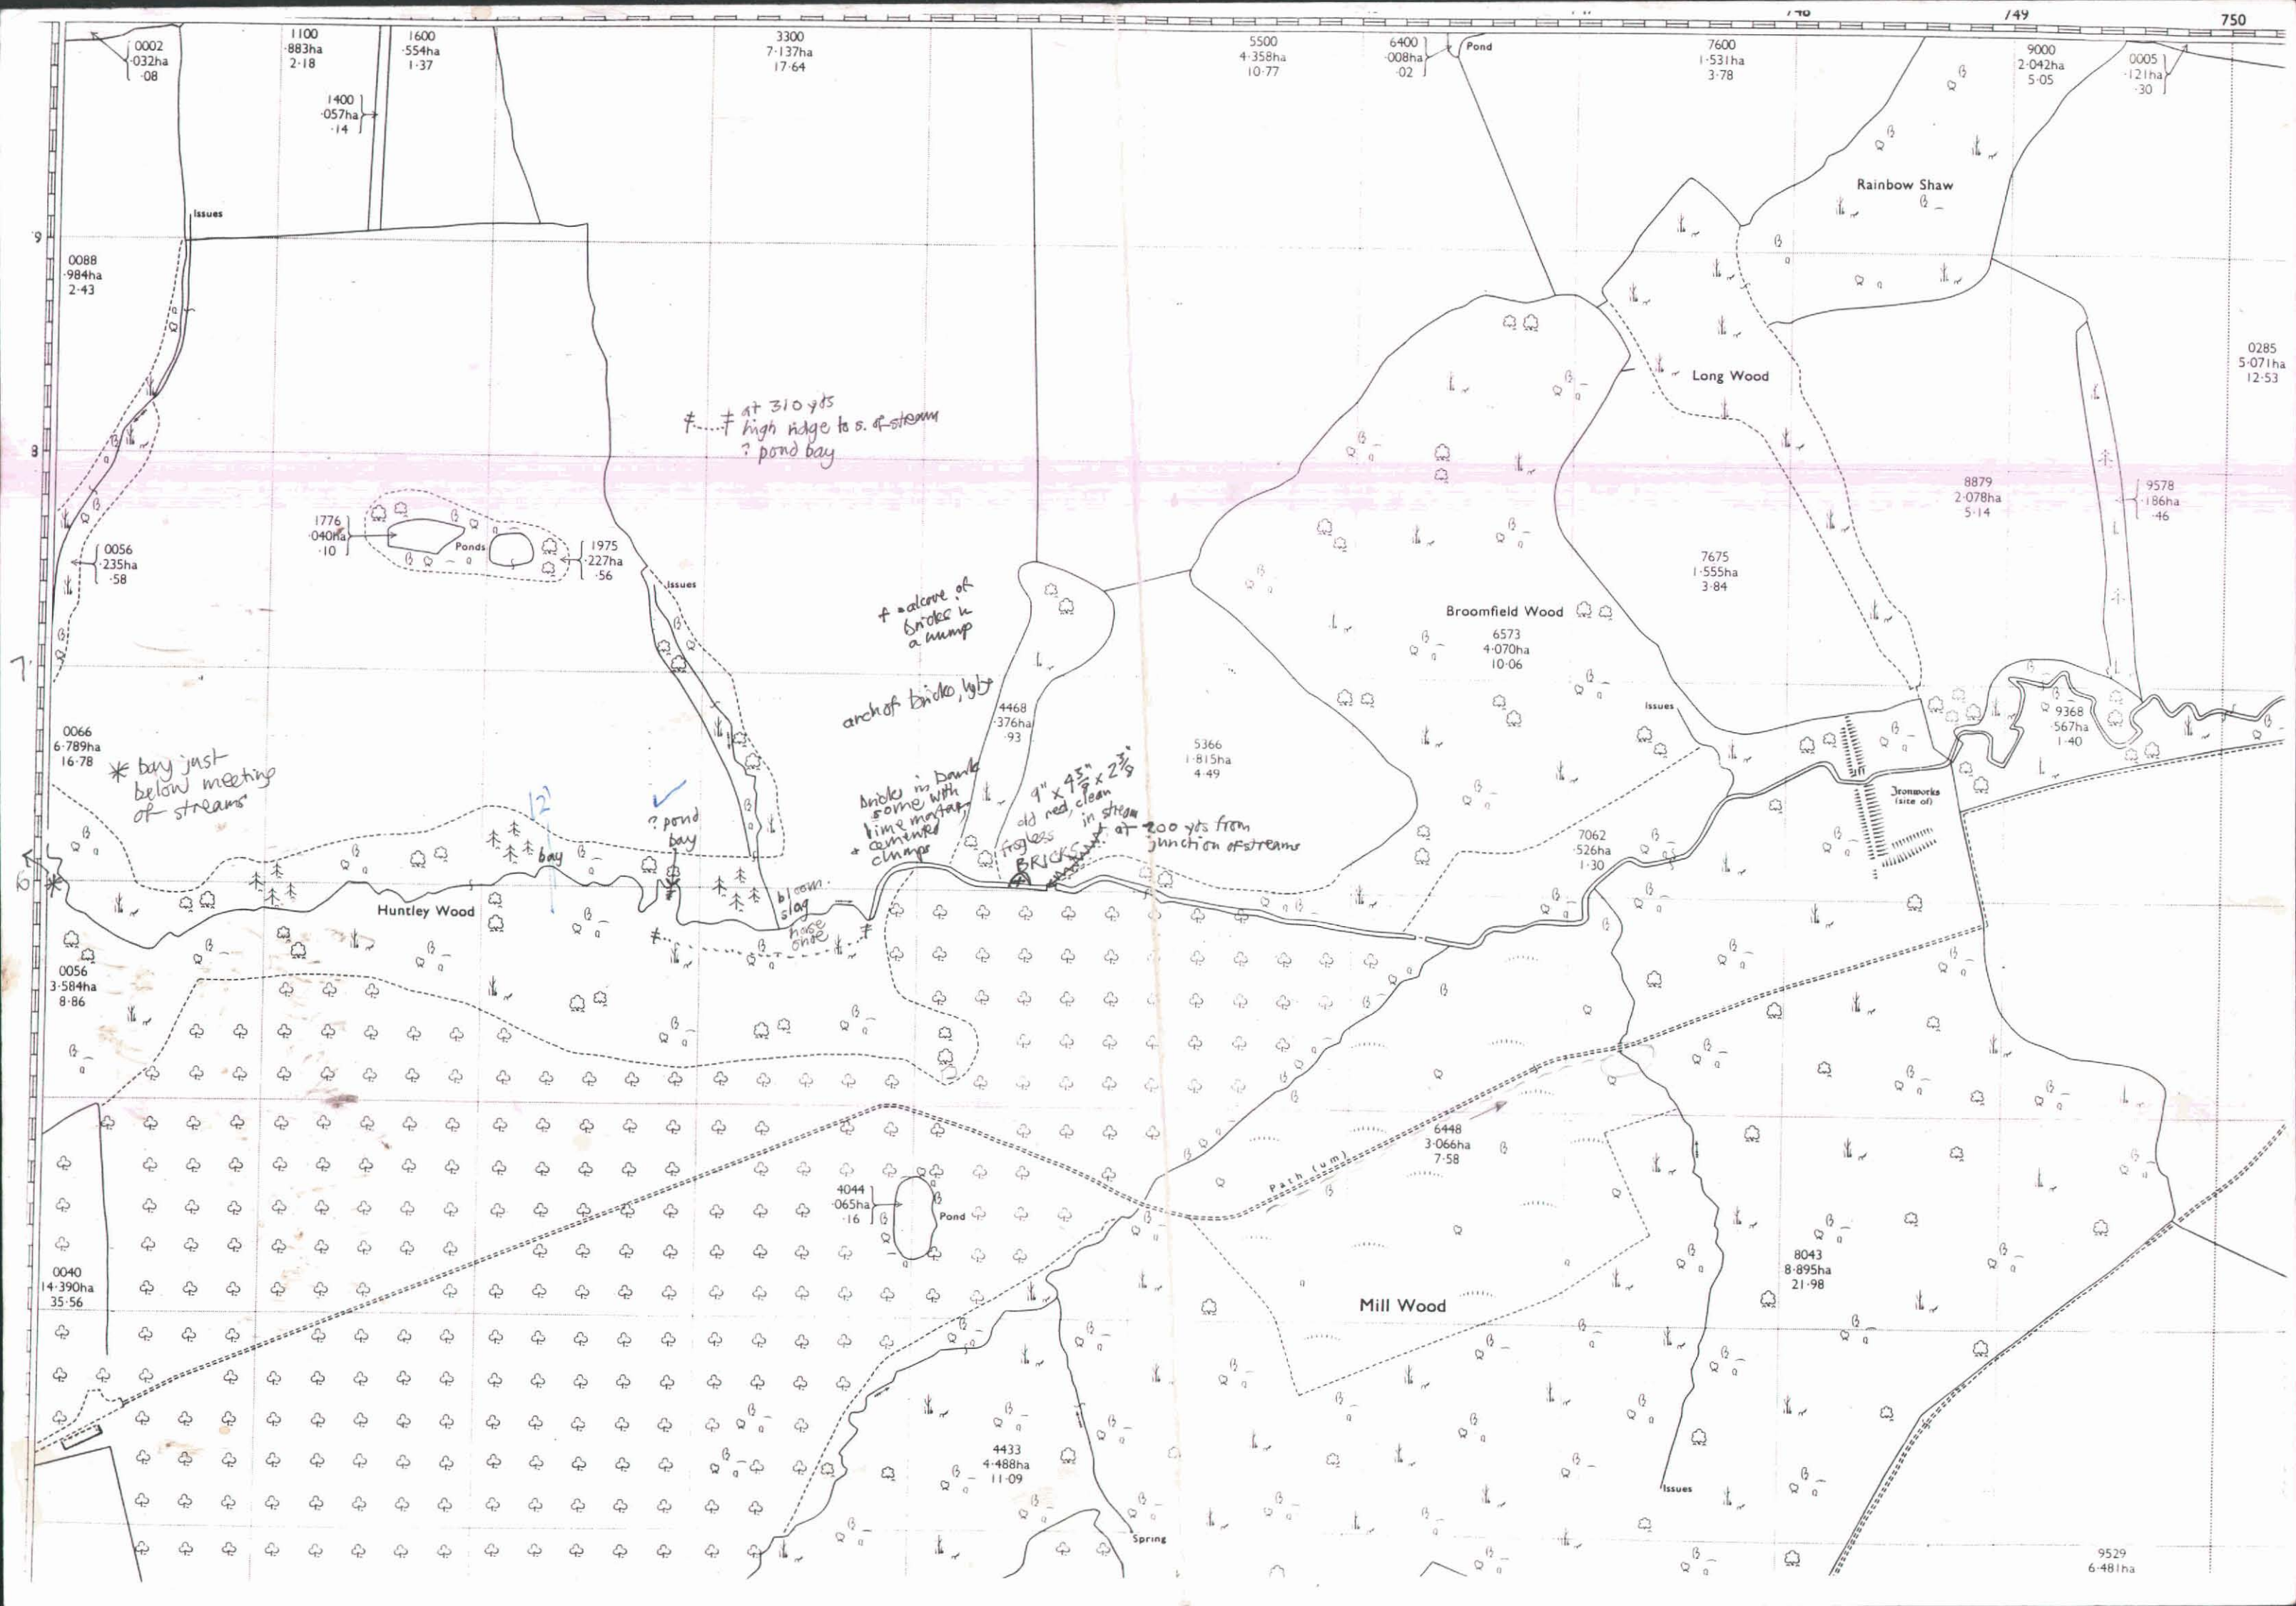 748
749
750
0002
·032ha
·08
1100
·883ha
2·18
1600
·554ha
1·37
1400
·057ha
·14
3300
7·137ha
17·64
5500
4·358ha
10·77
6400
·008ha
·02
Pond
7600
1·531ha
3·78
9000
2·042ha
5·05
0005
·121ha
·30
Rainbow Shaw
Issues
9
0088
·984ha
2·43
0285
5·071ha
12·53
Long Wood
‡....‡ at 310 yds
high ridge to s. of stream
? pond bay
8
8879
2·078ha
5·14
9578
·186ha
·46
1776
·040ha
·10
Ponds
1975
·227ha
·56
0056
·235ha
·58
Issues
7675
1·555ha
3·84
alcove of
bricks in
a hump
Broomfield Wood
6573
4·070ha
10·06
7
arch of bricks
4468
·376ha
·93
Issues
9368
·567ha
1·40
0066
6·789ha
16·78
5366
1·815ha
4·49
* bay just
below meeting
of streams
bricks in bank
some with
lime mortar,
cemented
clumps
9" x 4 5/8" x 2 3/8"
old red, clean
frogless
in stream
BRICKS
at 200 yds from
junction of streams
12
? pond
bay
bay
Ironworks
(site of)
7062
·526ha
1·30
6
Huntley Wood
bloom.
slag
horse
shoe
0056
3·584ha
8·86
6448
3·066ha
7·58
Path (um)
4044
·065ha
·16
Pond
8043
8·895ha
21·98
0040
14·390ha
35·56
Mill Wood
4433
4·488ha
11·09
Issues
Spring
9529
6·481ha